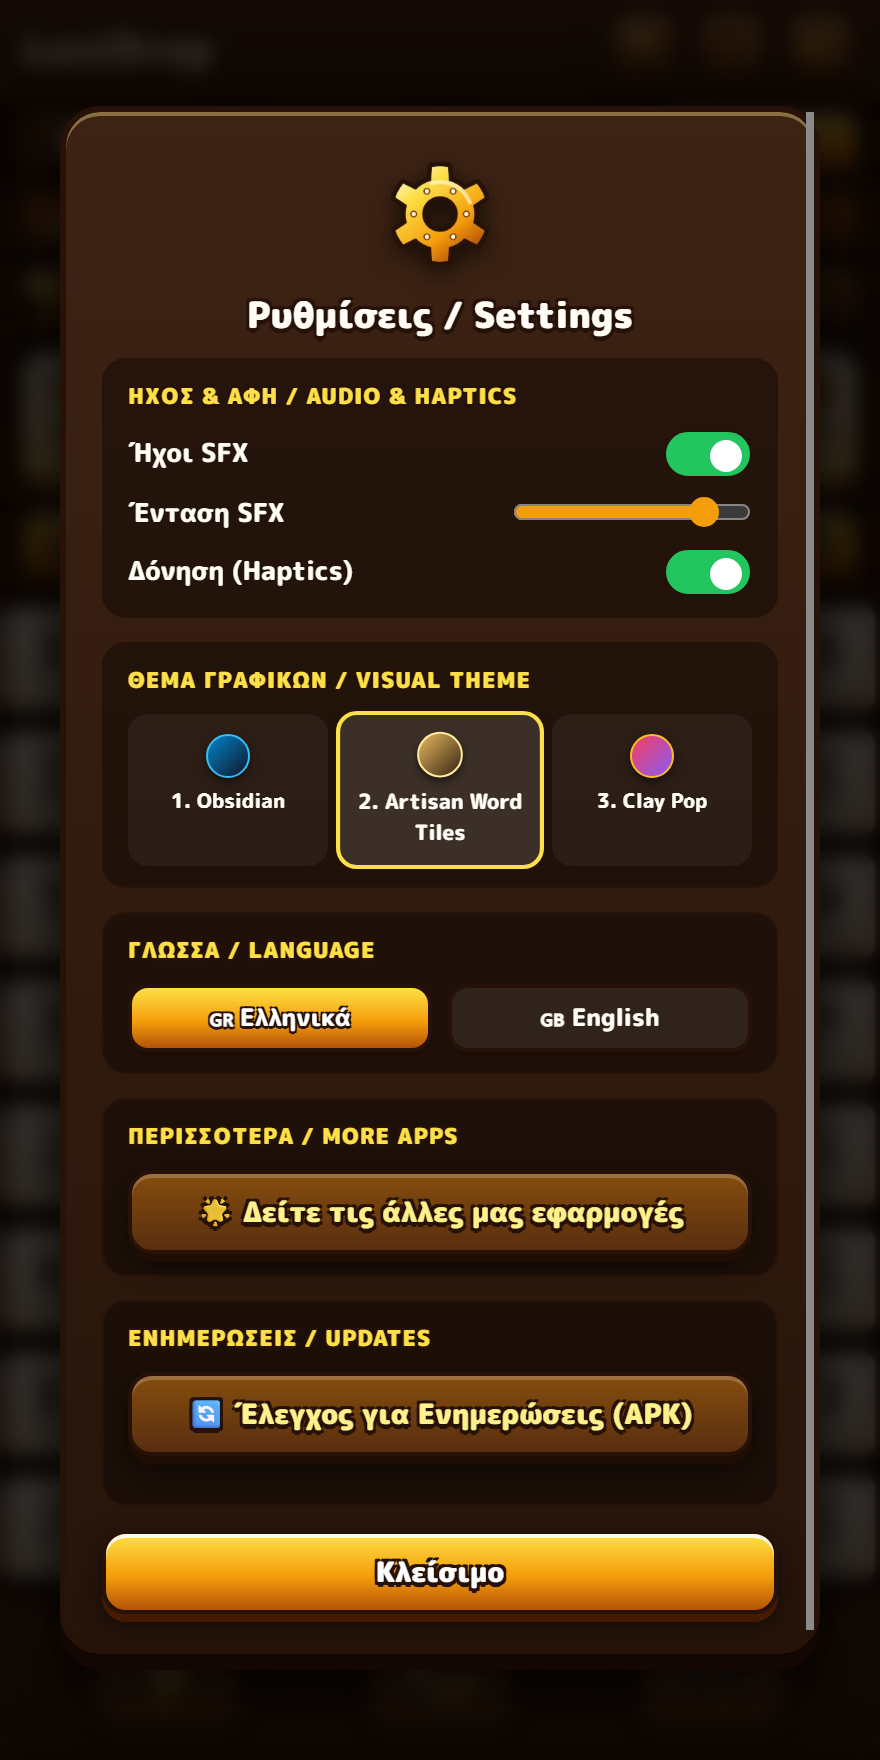 Ρυθμίσεις / Settings
ΗΧΟΣ & ΑΦΗ / AUDIO & HAPTICS
Ήχοι SFX
Ένταση SFX
Δόνηση (Haptics)
ΘΕΜΑ ΓΡΑΦΙΚΩΝ / VISUAL THEME
1. Obsidian
2. Artisan Word
Tiles
3. Clay Pop
ΓΛΩΣΣΑ / LANGUAGE
GR Ελληνικά
GB English
ΠΕΡΙΣΣΟΤΕΡΑ / MORE APPS
Δείτε τις άλλες μας εφαρμογές
ΕΝΗΜΕΡΩΣΕΙΣ / UPDATES
Έλεγχος για Ενημερώσεις (APK)
Κλείσιμο